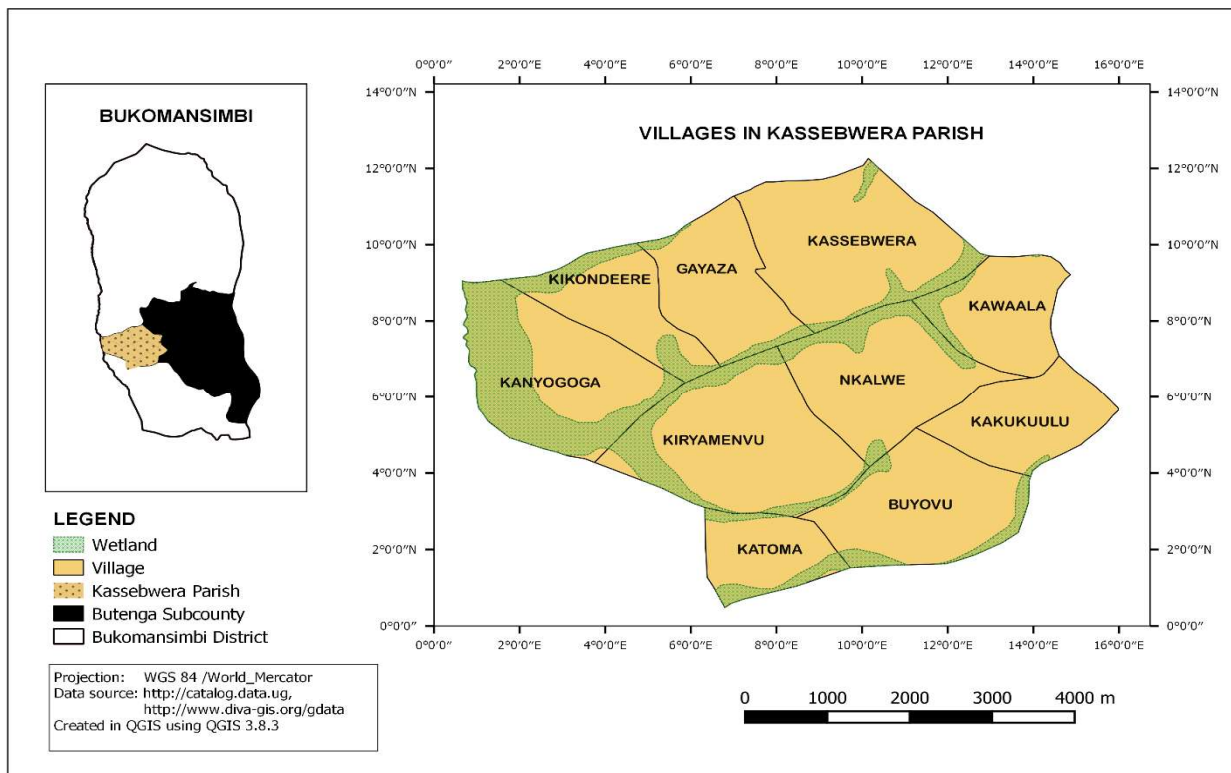 BUKOMANSIMBI
LEGEND
Wetland
Village
Kassebwera Parish
Butenga Subcounty
Bukomansimbi District
Projection: WGS 84 /World_Mercator
Data source: http://catalog.data.ug,
http://www.diva-gis.org/gdata
Created in QGIS using QGIS 3.8.3
0°0'0" 2°0'0"E 4°0'0"E 6°0'0"E 8°0'0"E 10°0'0"E 12°0'0"E 14°0'0"E 16°0'0"E
14°0'0"N 14°0'0"N
VILLAGES IN KASSEBWERA PARISH
12°0'0"N 12°0'0"N
KASSEBWERA
10°0'0"N 10°0'0"N
GAYAZA
KIKONDEERE
KAWAALA
8°0'0"N 8°0'0"N
KANYOGOGA
NKALWE
6°0'0"N 6°0'0"N
KAKUKUULU
KIRYAMENVU
4°0'0"N 4°0'0"N
BUYOVU
KATOMA
2°0'0"N 2°0'0"N
0°0'0" 0°0'0"
0°0'0" 2°0'0"E 4°0'0"E 6°0'0"E 8°0'0"E 10°0'0"E 12°0'0"E 14°0'0"E 16°0'0"E
0 1000 2000 3000 4000 m